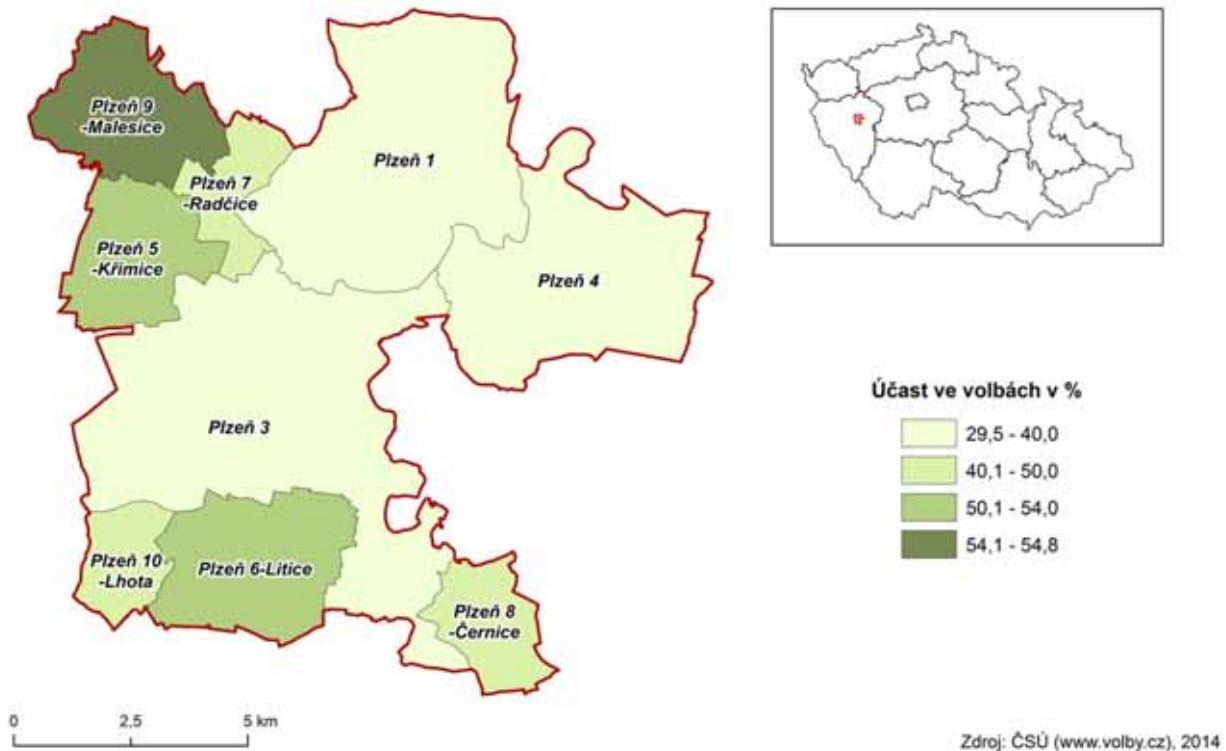 Plzeň 9
-Malesice
Plzeň 1
Plzeň 7
-Radčice
Plzeň 5
-Křimice
Plzeň 4
Plzeň 3
Účast ve volbách v %
29,5 - 40,0
40,1 - 50,0
50,1 - 54,0
54,1 - 54,8
Plzeň 10
-Lhota
Plzeň 6-Litice
Plzeň 8
-Černice
0 2,5 5 km
Zdroj: ČSÚ (www.volby.cz), 2014